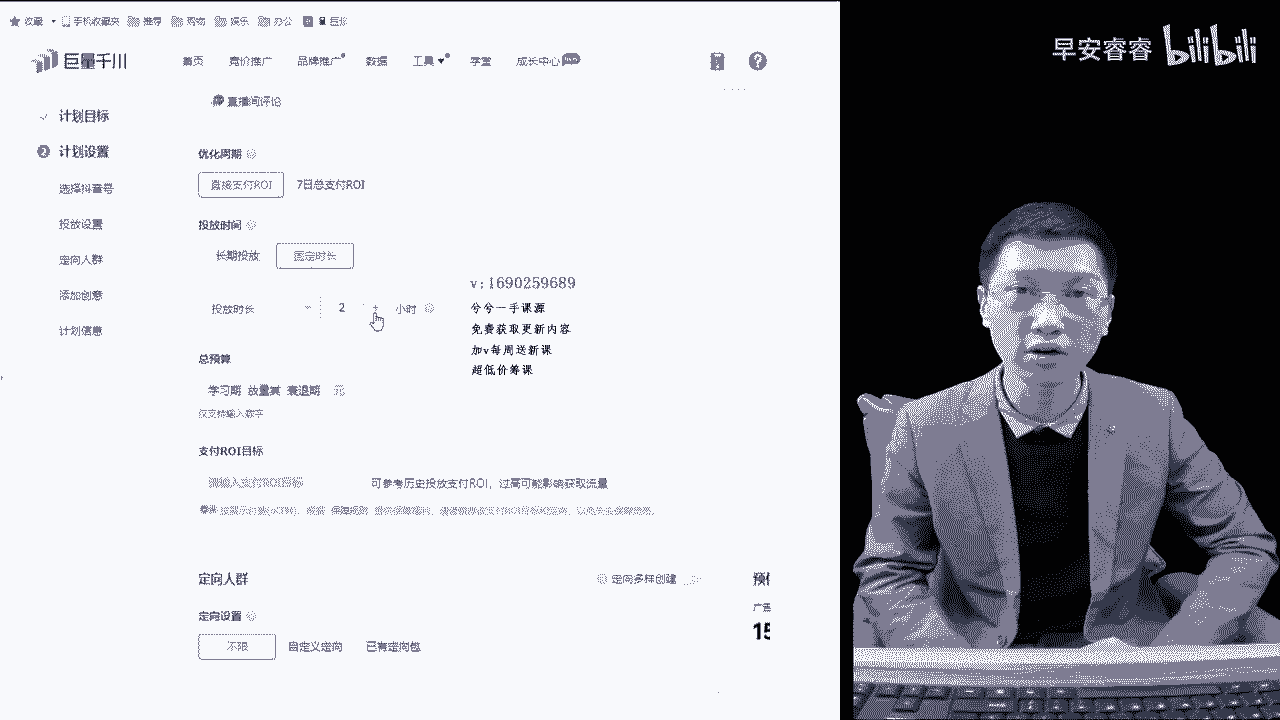 收藏 手机收藏夹 推荐 购物 娱乐 办公 巨量
早安睿睿 bilibili
巨量千川 首页 竞价推广 品牌推广 数据 工具 学堂 成长中心
直播间评论
计划目标
2 计划设置
选择抖音号
投放设置
定向人群
添加创意
计划信息
优化周期
直接支付ROI 7日总支付ROI
投放时间
长期投放 固定时长
投放时长 2 + 小时
v:1690259689
兮兮一手课源
免费获取更新内容
加v每周送新课
超低价筹课
总预算
学习期 放量期 衰退期 元
仅支持输入数字
支付ROI目标
请输入支付ROI目标 可参考历史投放支付ROI，过高可能影响获取流量
定向人群 定向多样创建
定向设置
不限 自定义定向 已有定向包
15